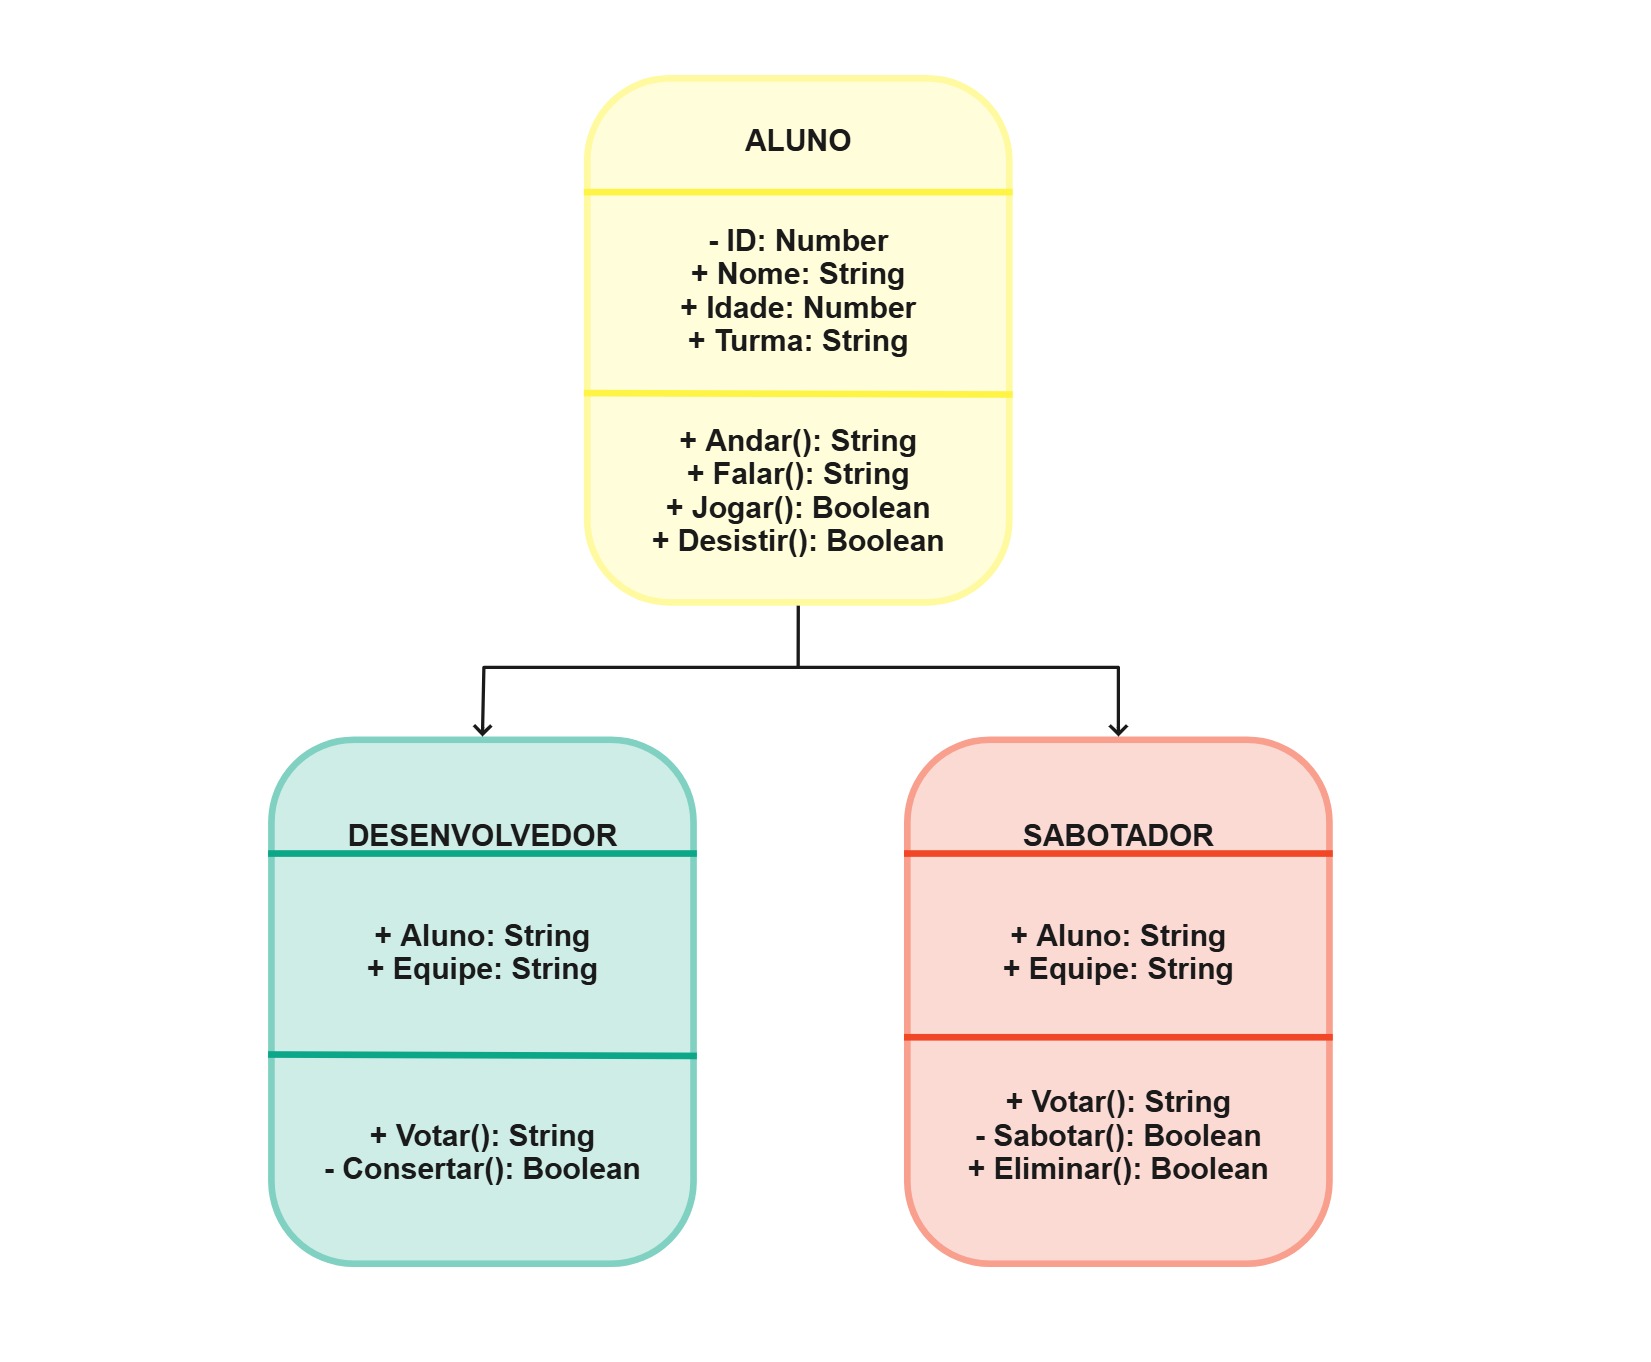 ALUNO
- ID: Number
+ Nome: String
+ Idade: Number
+ Turma: String
+ Andar(): String
+ Falar(): String
+ Jogar(): Boolean
+ Desistir(): Boolean
DESENVOLVEDOR
+ Aluno: String
+ Equipe: String
+ Votar(): String
- Consertar(): Boolean
SABOTADOR
+ Aluno: String
+ Equipe: String
+ Votar(): String
- Sabotar(): Boolean
+ Eliminar(): Boolean